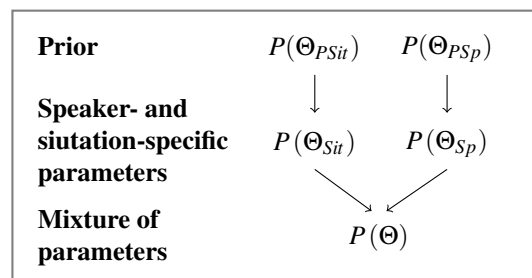 Prior P(Θ_PSit) P(Θ_PSp)
Speaker- and
siutation-specific P(Θ_Sit) P(Θ_Sp)
parameters
Mixture of P(Θ)
parameters